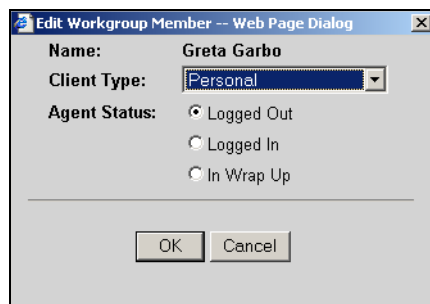 Edit Workgroup Member -- Web Page Dialog
Name: Greta Garbo
Client Type: Personal
Agent Status: Logged Out
Logged In
In Wrap Up
OK Cancel